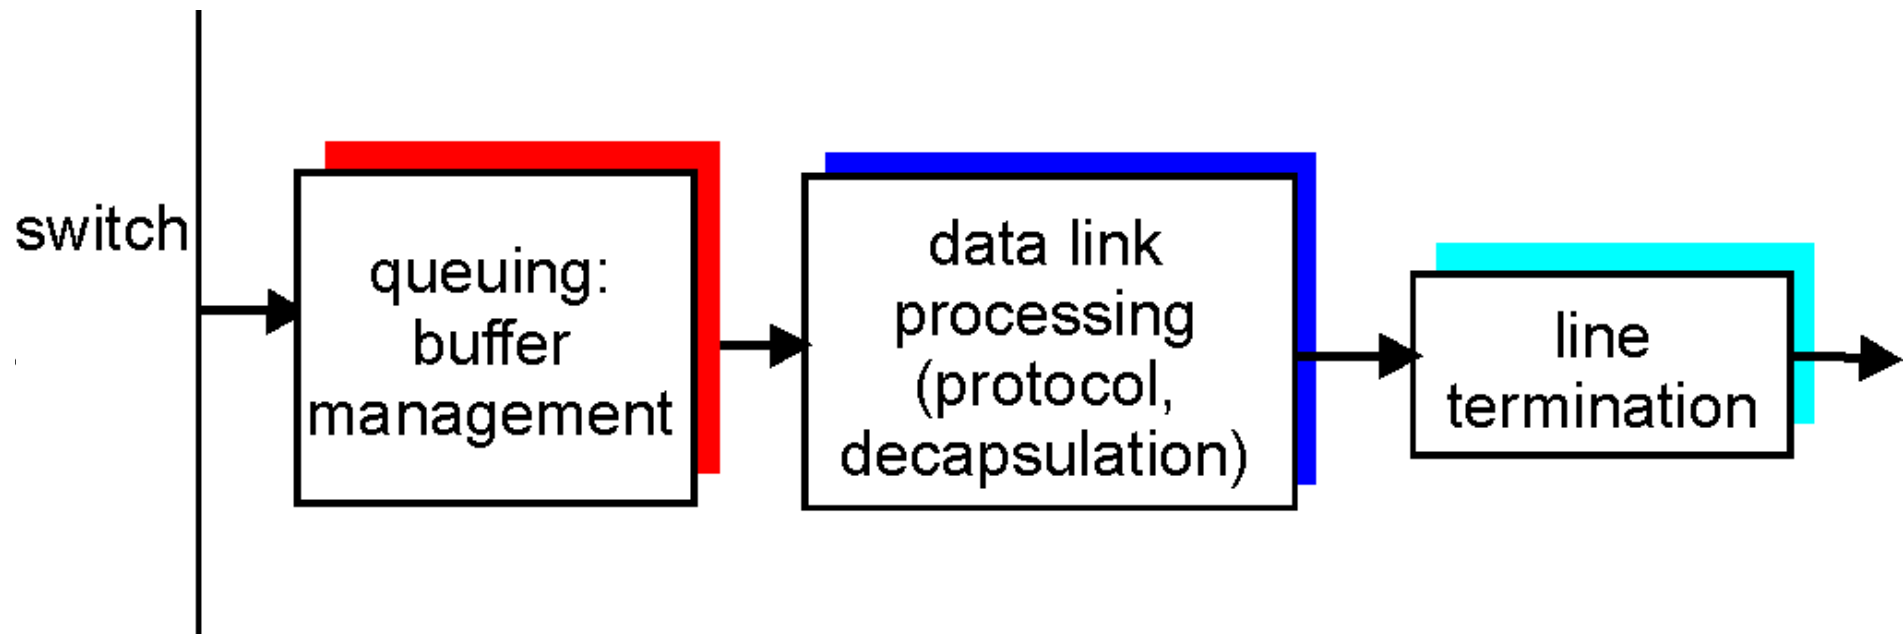 switch
queuing:
buffer
management
data link
processing
(protocol,
decapsulation)
line
termination